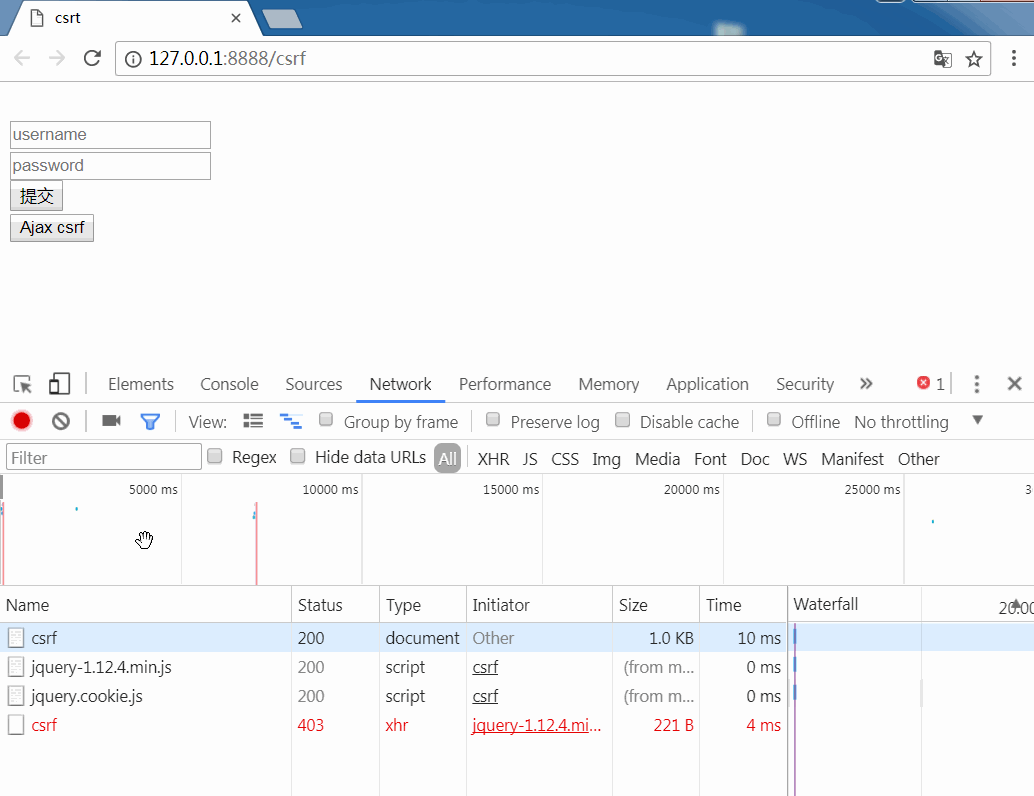 csrt
127.0.0.1:8888/csrf
username
password
提交
Ajax csrf
Elements Console Sources Network Performance Memory Application Security » 1
View: Group by frame Preserve log Disable cache Offline No throttling
Filter Regex Hide data URLs All XHR JS CSS Img Media Font Doc WS Manifest Other
5000 ms 10000 ms 15000 ms 20000 ms 25000 ms 3
Name Status Type Initiator Size Time Waterfall 20.00
csrf 200 document Other 1.0 KB 10 ms
jquery-1.12.4.min.js 200 script csrf (from m... 0 ms
jquery.cookie.js 200 script csrf (from m... 0 ms
csrf 403 xhr jquery-1.12.4.mi... 221 B 4 ms